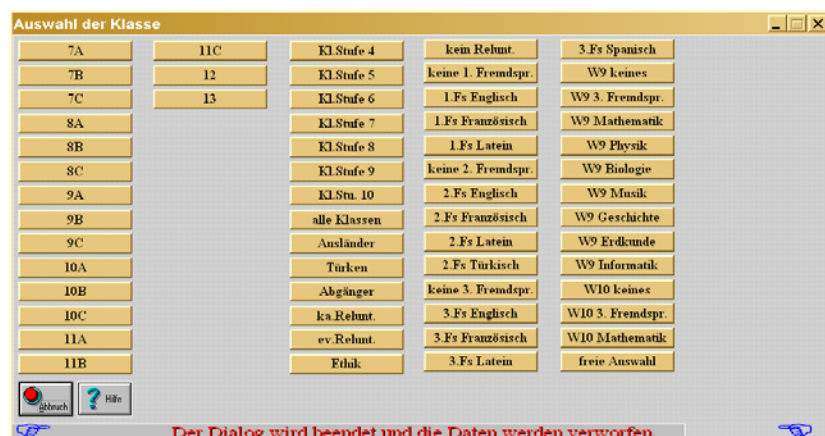 Auswahl der Klasse
7A
7B
7C
8A
8B
8C
9A
9B
9C
10A
10B
10C
11A
11B
11C
12
13
Kl.Stufe 4
Kl.Stufe 5
Kl.Stufe 6
Kl.Stufe 7
Kl.Stufe 8
Kl.Stufe 9
Kl.Stu. 10
alle Klassen
Ausländer
Türken
Abgänger
ka.Relunt.
ev.Relunt.
Ethik
kein Relunt.
keine 1. Fremdspr.
1.Fs Englisch
1.Fs Französisch
1.Fs Latein
keine 2. Fremdspr.
2.Fs Englisch
2.Fs Französisch
2.Fs Latein
2.Fs Türkisch
keine 3. Fremdspr.
3.Fs Englisch
3.Fs Französisch
3.Fs Latein
3.Fs Spanisch
W9 keines
W9 3. Fremdspr.
W9 Mathematik
W9 Physik
W9 Biologie
W9 Musik
W9 Geschichte
W9 Erdkunde
W9 Informatik
W10 keines
W10 3. Fremdspr.
W10 Mathematik
freie Auswahl
Abbruch
Hilfe
Der Dialog wird beendet und die Daten werden verworfen